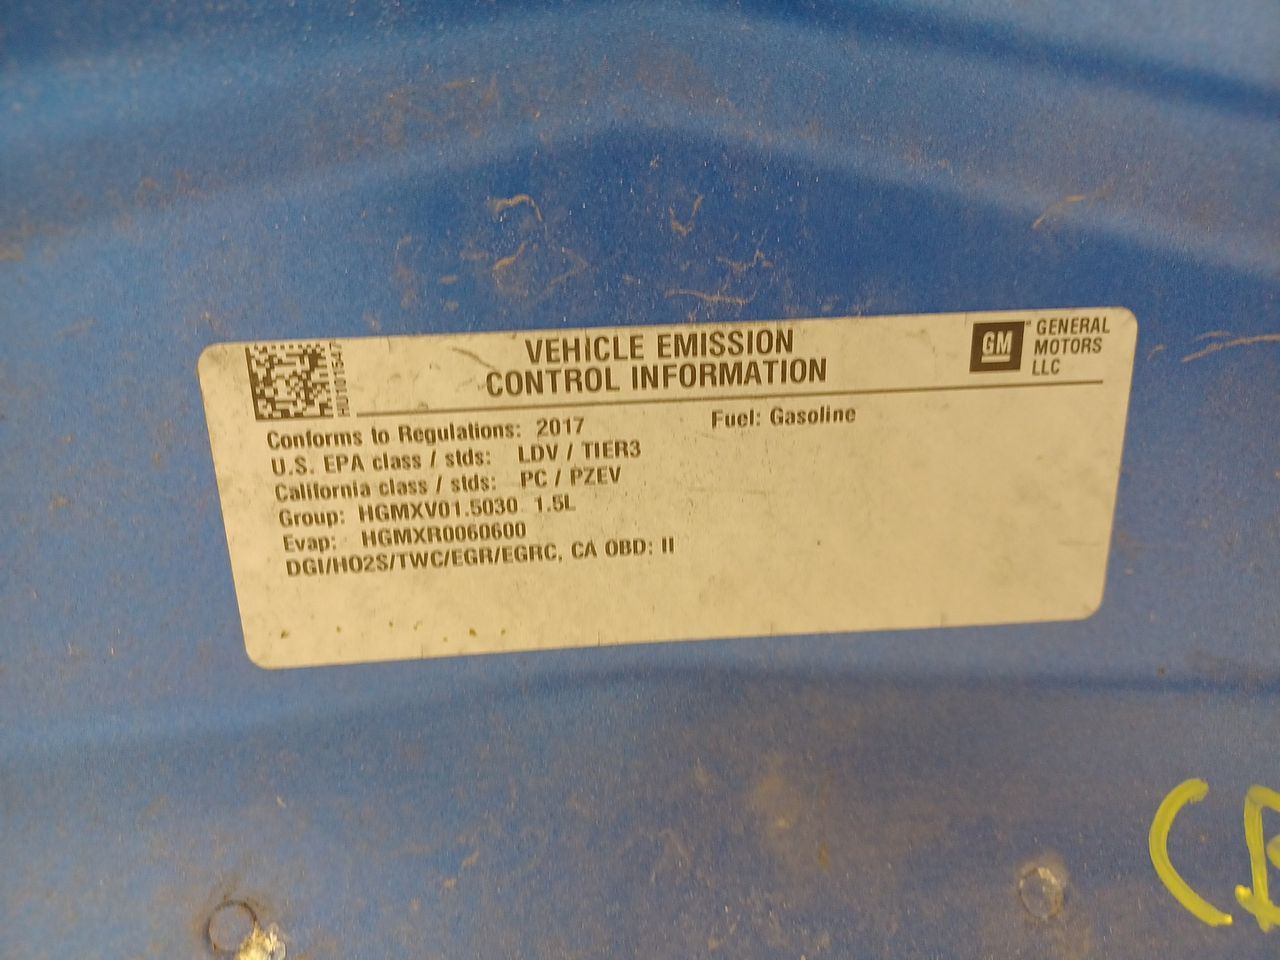 VEHICLE EMISSION
CONTROL INFORMATION
GM
GENERAL
MOTORS
LLC
HU1101547
Conforms to Regulations: 2017 Fuel: Gasoline
U.S. EPA class / stds: LDV / TIER3
California class / stds: PC / PZEV
Group: HGMXV01.5030 1.5L
Evap: HGMXR0060600
DGI/HO2S/TWC/EGR/EGRC, CA OBD: II